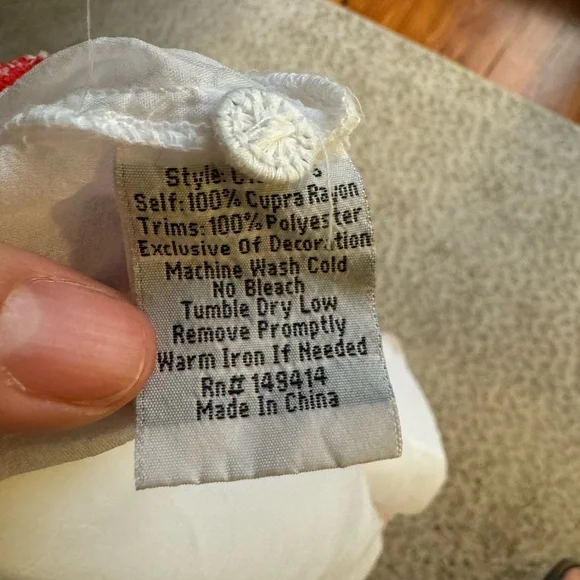 Style:
Self: 100% Cupra Rayon
Trims: 100% Polyester
Exclusive Of Decoration
Machine Wash Cold
No Bleach
Tumble Dry Low
Remove Promptly
Warm Iron If Needed
Rn# 149414
Made In China